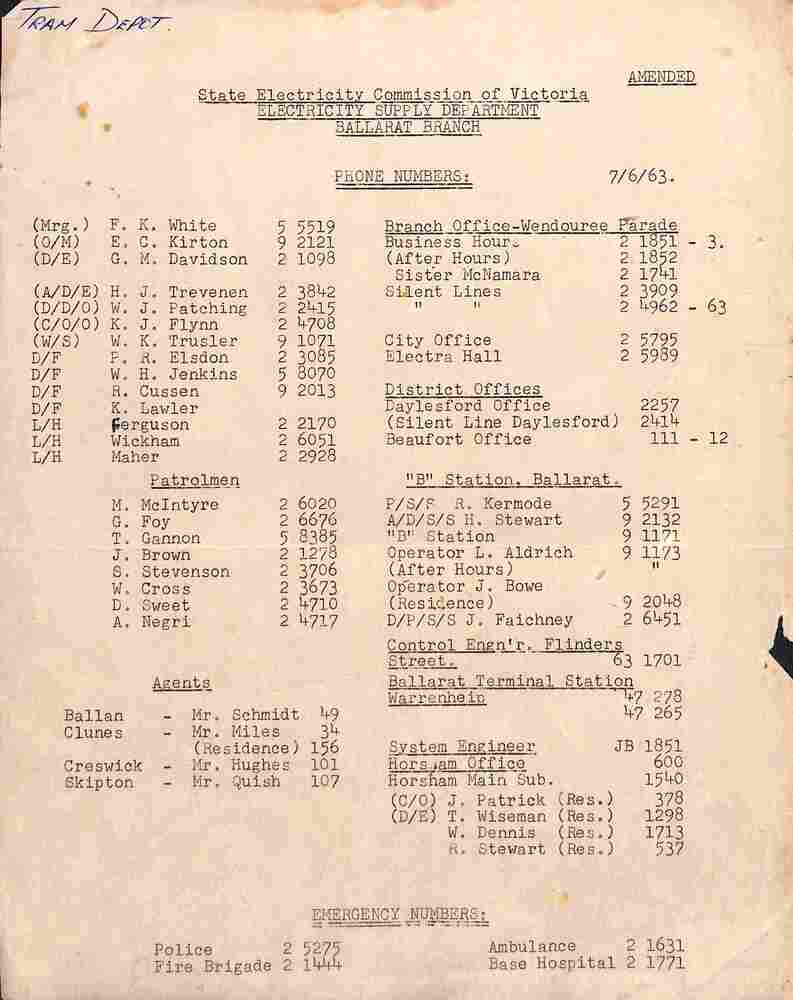 TRAM DEPOT.
AMENDED
State Electricity Commission of Victoria
ELECTRICITY SUPPLY DEPARTMENT
BALLARAT BRANCH
PHONE NUMBERS: 7/6/63.
(Mrg.) F. K. White 5 5519
(O/M) E. C. Kirton 9 2121
(D/E) G. M. Davidson 2 1098
(A/D/E) H. J. Trevenen 2 3842
(D/D/O) W. J. Patching 2 2415
(C/O/O) K. J. Flynn 2 4708
(W/S) W. K. Trusler 9 1071
D/F P. R. Elsdon 2 3085
D/F W. H. Jenkins 5 8070
D/F R. Cussen 9 2013
D/F K. Lawler
L/H Ferguson 2 2170
L/H Wickham 2 6051
L/H Maher 2 2928
Patrolmen
M. McIntyre 2 6020
G. Foy 2 6676
T. Gannon 5 8385
J. Brown 2 1278
S. Stevenson 2 3706
W. Cross 2 3673
D. Sweet 2 4710
A. Negri 2 4717
Agents
Ballan - Mr. Schmidt 49
Clunes - Mr. Miles 34
(Residence) 156
Creswick - Mr. Hughes 101
Skipton - Mr. Quish 107
Branch Office-Wendouree Parade
Business Hours 2 1851 - 3.
(After Hours) 2 1852
Sister McNamara 2 1741
Silent Lines 2 3909
" " 2 4962 - 63
City Office 2 5795
Electra Hall 2 5989
District Offices
Daylesford Office 2257
(Silent Line Daylesford) 2414
Beaufort Office 111 - 12
"B" Station, Ballarat.
P/S/S R. Kermode 5 5291
A/D/S/S H. Stewart 9 2132
"B" Station 9 1171
Operator L. Aldrich 9 1173
(After Hours) "
Operator J. Bowe
(Residence) 9 2048
D/P/S/S J. Faichney 2 6451
Control Engn'r. Flinders
Street. 63 1701
Ballarat Terminal Station
Warrenheip 47 278
47 265
System Engineer JB 1851
Horsham Office 600
Horsham Main Sub. 1540
(C/O) J. Patrick (Res.) 378
(D/E) T. Wiseman (Res.) 1298
W. Dennis (Res.) 1713
R. Stewart (Res.) 537
EMERGENCY NUMBERS:
Police 2 5275 Ambulance 2 1631
Fire Brigade 2 1444 Base Hospital 2 1771